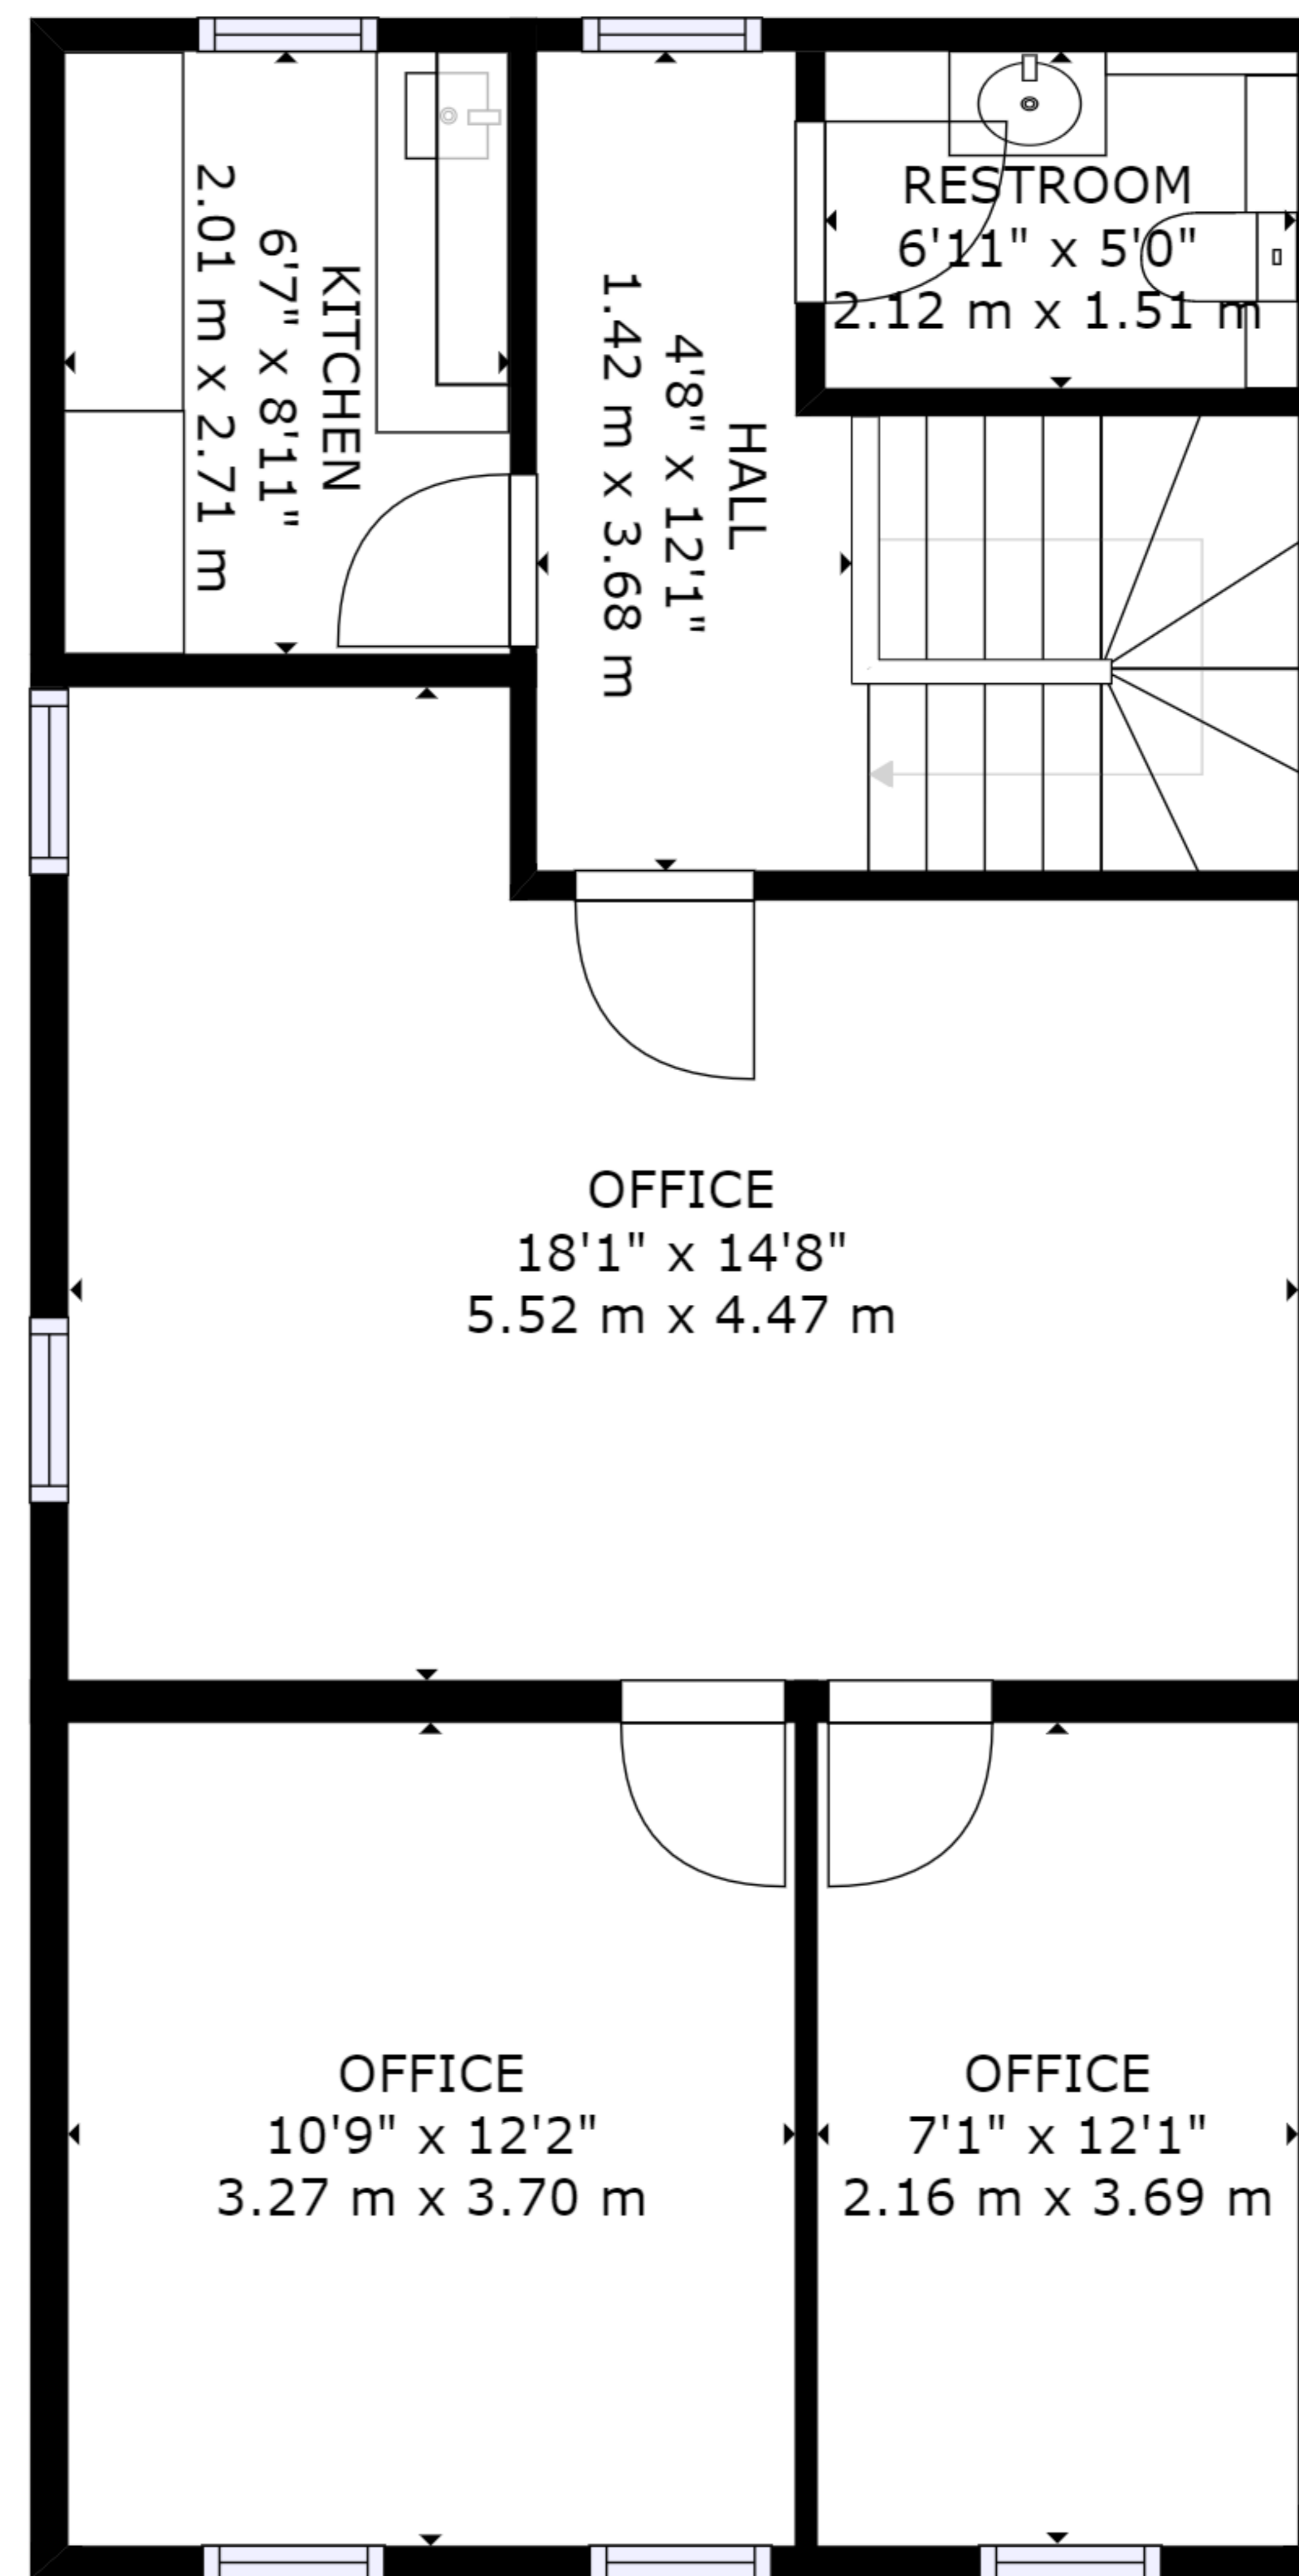 KITCHEN
6'7" x 8'11"
2.01 m x 2.71 m
HALL
4'8" x 12'1"
1.42 m x 3.68 m
RESTROOM
6'11" x 5'0"
2.12 m x 1.51 m
OFFICE
18'1" x 14'8"
5.52 m x 4.47 m
OFFICE
10'9" x 12'2"
3.27 m x 3.70 m
OFFICE
7'1" x 12'1"
2.16 m x 3.69 m